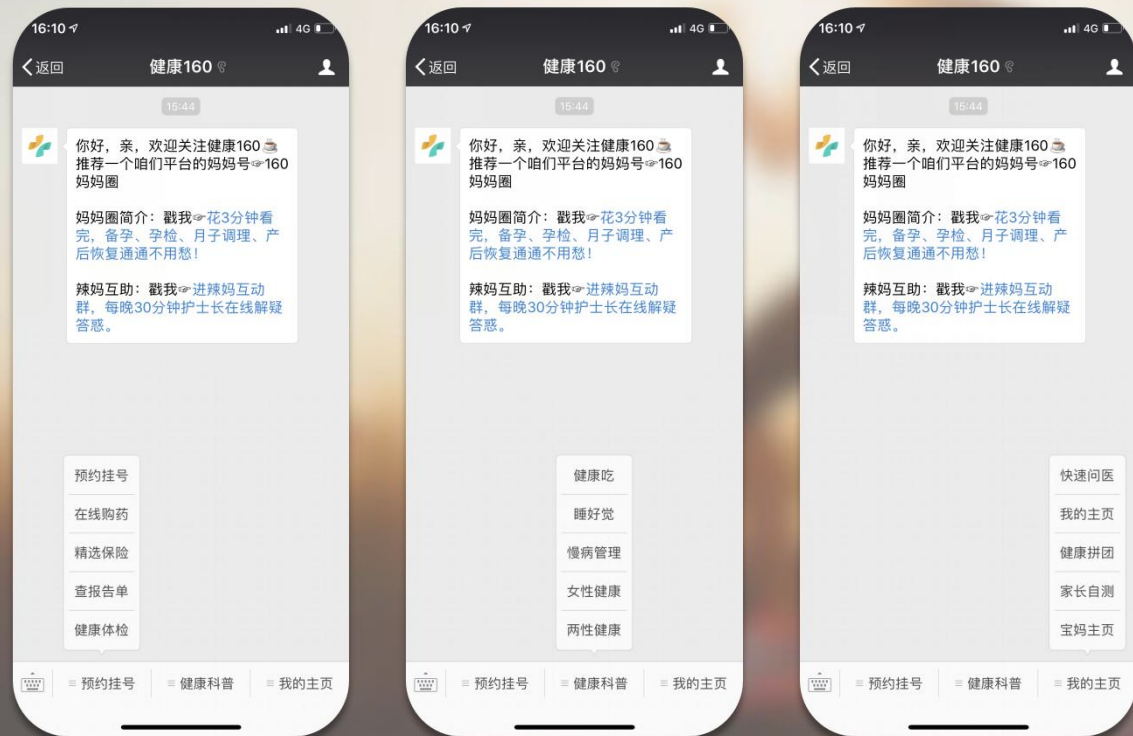 16:10
4G
返回
健康160
15:44
你好，亲，欢迎关注健康160
推荐一个咱们平台的妈妈号☞160
妈妈圈
妈妈圈简介：戳我☞花3分钟看
完，备孕、孕检、月子调理、产
后恢复通通不用愁！
辣妈互助：戳我☞进辣妈互动
群，每晚30分钟护士长在线解疑
答惑。
预约挂号
在线购药
精选保险
查报告单
健康体检
预约挂号
健康科普
我的主页
16:10
4G
返回
健康160
15:44
你好，亲，欢迎关注健康160
推荐一个咱们平台的妈妈号☞160
妈妈圈
妈妈圈简介：戳我☞花3分钟看
完，备孕、孕检、月子调理、产
后恢复通通不用愁！
辣妈互助：戳我☞进辣妈互动
群，每晚30分钟护士长在线解疑
答惑。
健康吃
睡好觉
慢病管理
女性健康
两性健康
预约挂号
健康科普
我的主页
16:10
4G
返回
健康160
15:44
你好，亲，欢迎关注健康160
推荐一个咱们平台的妈妈号☞160
妈妈圈
妈妈圈简介：戳我☞花3分钟看
完，备孕、孕检、月子调理、产
后恢复通通不用愁！
辣妈互助：戳我☞进辣妈互动
群，每晚30分钟护士长在线解疑
答惑。
快速问医
我的主页
健康拼团
家长自测
宝妈主页
预约挂号
健康科普
我的主页